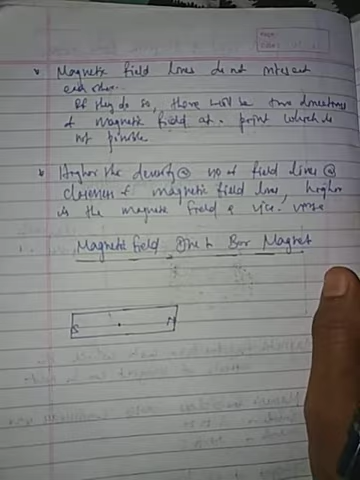 Magnetic field lines do not intersect
each other.
If they do so, there will be two directions
of magnetic field at a point which is
not possible
Higher the density @ no of field lines @
closeness of magnetic field lines, higher
is the magnetic field & vice-versa
Magnetic field Due to Bar Magnet
S N